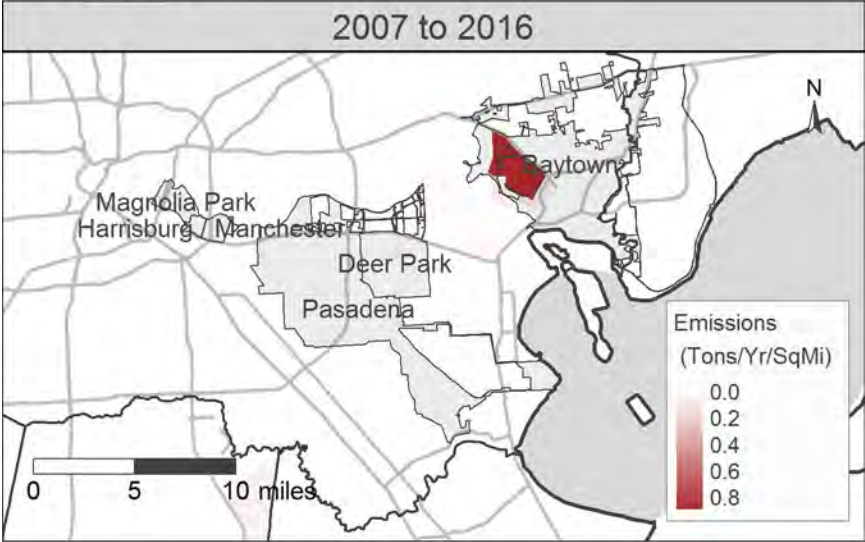 2007 to 2016
N
Baytown
Magnolia Park
Harrisburg / Manchester
Deer Park
Pasadena
Emissions
(Tons/Yr/SqMi)
0.0
0.2
0.4
0.6
0.8
0 5 10 miles